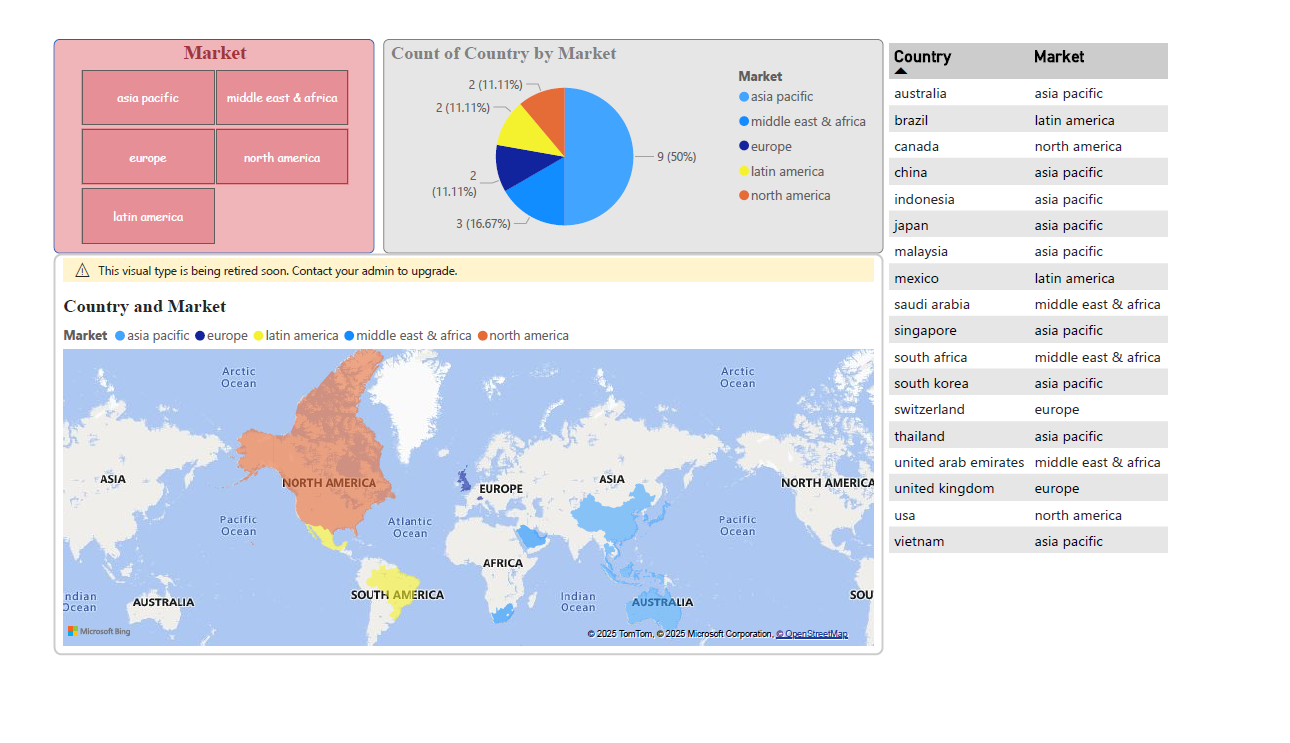 Market
asia pacific
middle east & africa
europe
north america
latin america
Count of Country by Market
2 (11.11%)
2 (11.11%)
2
(11.11%)
3 (16.67%)
9 (50%)
Market
asia pacific
middle east & africa
europe
latin america
north america
This visual type is being retired soon. Contact your admin to upgrade.
Country and Market
Market asia pacific europe latin america middle east & africa north america
Arctic
Ocean
Arctic
Ocean
ASIA
NORTH AMERICA
EUROPE
ASIA
NORTH AMERICA
Pacific
Ocean
Atlantic
Ocean
Pacific
Ocean
AFRICA
ndian
Ocean
AUSTRALIA
SOUTH AMERICA
Indian
Ocean
AUSTRALIA
SOU
Microsoft Bing
© 2025 TomTom, © 2025 Microsoft Corporation, © OpenStreetMap
Country Market
australia asia pacific
brazil latin america
canada north america
china asia pacific
indonesia asia pacific
japan asia pacific
malaysia asia pacific
mexico latin america
saudi arabia middle east & africa
singapore asia pacific
south africa middle east & africa
south korea asia pacific
switzerland europe
thailand asia pacific
united arab emirates middle east & africa
united kingdom europe
usa north america
vietnam asia pacific